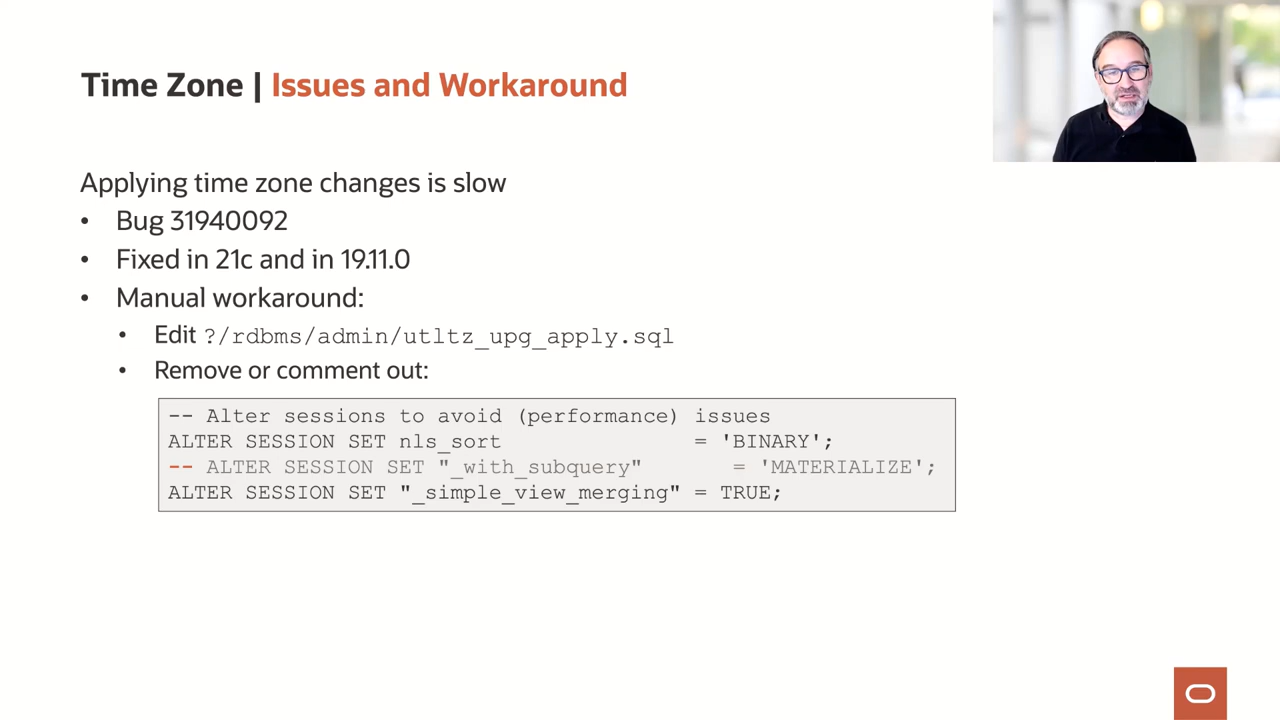 Time Zone | Issues and Workaround
Applying time zone changes is slow
• Bug 31940092
• Fixed in 21c and in 19.11.0
• Manual workaround:
• Edit ?/rdbms/admin/utltz_upg_apply.sql
• Remove or comment out:
-- Alter sessions to avoid (performance) issues
ALTER SESSION SET nls_sort = 'BINARY';
-- ALTER SESSION SET "_with_subquery" = 'MATERIALIZE';
ALTER SESSION SET "_simple_view_merging" = TRUE;